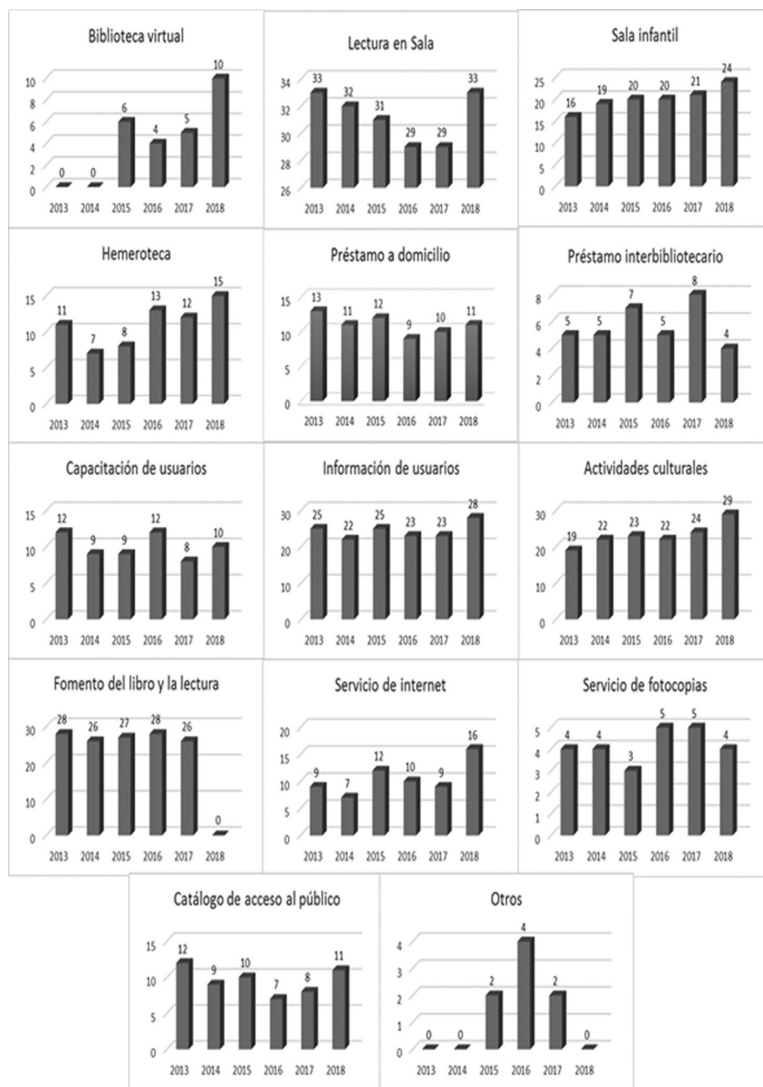 Biblioteca virtual
10
8
6
4
2
0
0 0 6 4 5 10
2013 2014 2015 2016 2017 2018
Lectura en Sala
34
32
30
28
26
33 32 31 29 29 33
2013 2014 2015 2016 2017 2018
Sala infantil
25
20
15
10
5
0
16 19 20 20 21 24
2013 2014 2015 2016 2017 2018
Hemeroteca
15
10
5
0
11 7 8 13 12 15
2013 2014 2015 2016 2017 2018
Préstamo a domicilio
15
10
5
0
13 11 12 9 10 11
2013 2014 2015 2016 2017 2018
Préstamo interbibliotecario
8
6
4
2
0
5 5 7 5 8 4
2013 2014 2015 2016 2017 2018
Capacitación de usuarios
15
10
5
0
12 9 9 12 8 10
2013 2014 2015 2016 2017 2018
Información de usuarios
30
20
10
0
25 22 25 23 23 28
2013 2014 2015 2016 2017 2018
Actividades culturales
30
20
10
0
19 22 23 22 24 29
2013 2014 2015 2016 2017 2018
Fomento del libro y la lectura
30
20
10
0
28 26 27 28 26 0
2013 2014 2015 2016 2017 2018
Servicio de internet
20
15
10
5
0
9 7 12 10 9 16
2013 2014 2015 2016 2017 2018
Servicio de fotocopias
5
4
3
2
1
0
4 4 3 5 5 4
2013 2014 2015 2016 2017 2018
Catálogo de acceso al público
15
10
5
0
12 9 10 7 8 11
2013 2014 2015 2016 2017 2018
Otros
4
3
2
1
0
0 0 2 4 2 0
2013 2014 2015 2016 2017 2018